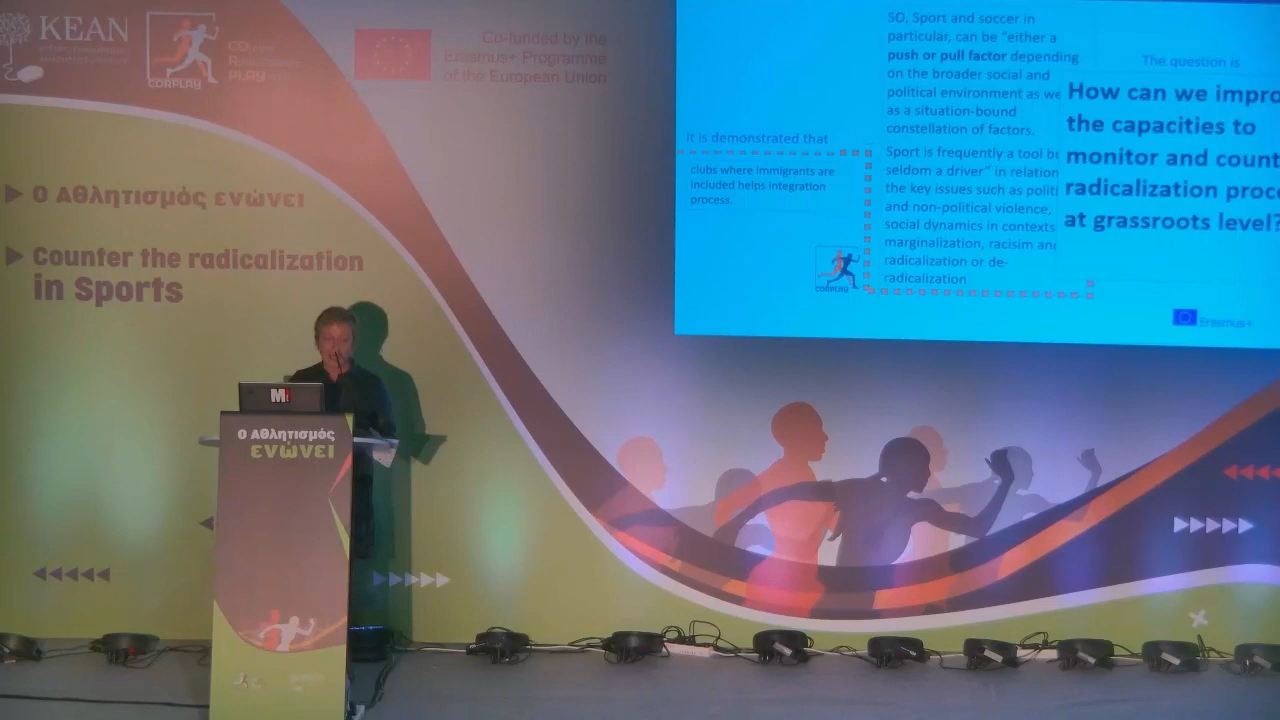 KEAN
CORPLAY
COunter
RAdicalization
PLAY
Co-funded by the
Erasmus+ Programme
of the European Union
Ο Αθλητισμός ενώνει
Counter the radicalization
in Sports
M
Ο Αθλητισμός
ενώνει
It is demonstrated that
clubs where immigrants are
included helps integration
process.
SO, Sport and soccer in
particular, can be "either a
push or pull factor depending
on the broader social and
political environment as we
as a situation-bound
constellation of factors.
Sport is frequently a tool bu
seldom a driver" in relation
the key issues such as politi
and non-political violence,
social dynamics in contexts
marginalization, racisim and
radicalization or de-
radicalization
CORPLAY
The question is
How can we impro
the capacities to
monitor and count
radicalization proc
at grassroots level?
Erasmus+